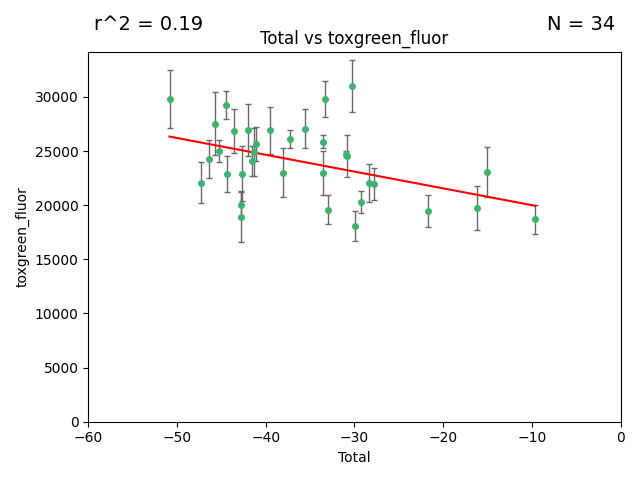 r^2 = 0.19
N = 34
Total vs toxgreen_fluor
toxgreen_fluor
30000
25000
20000
15000
10000
5000
0
−60
−50
−40
−30
−20
−10
0
Total